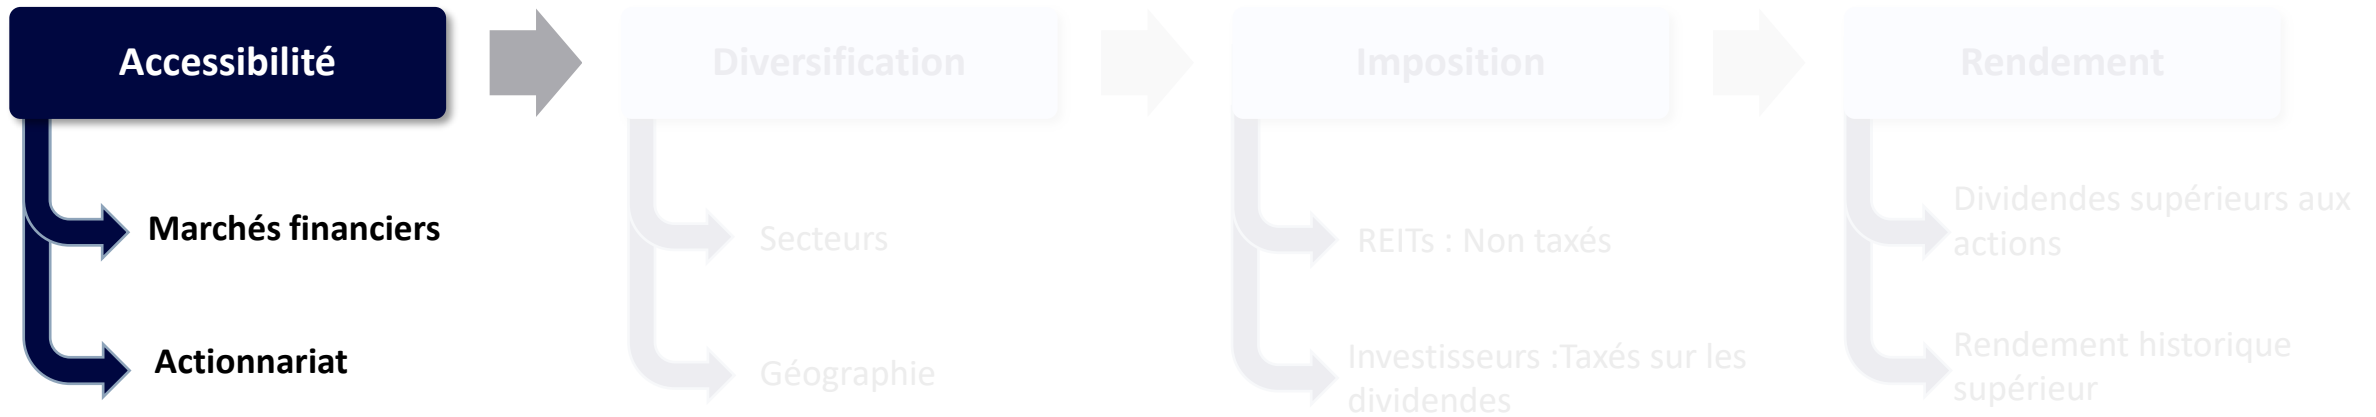 Accessibilité
Diversification
Imposition
Rendement
Marchés financiers
Actionnariat
Secteurs
Géographie
REITs : Non taxés
Investisseurs :Taxés sur les
dividendes
Dividendes supérieurs aux
actions
Rendement historique
supérieur